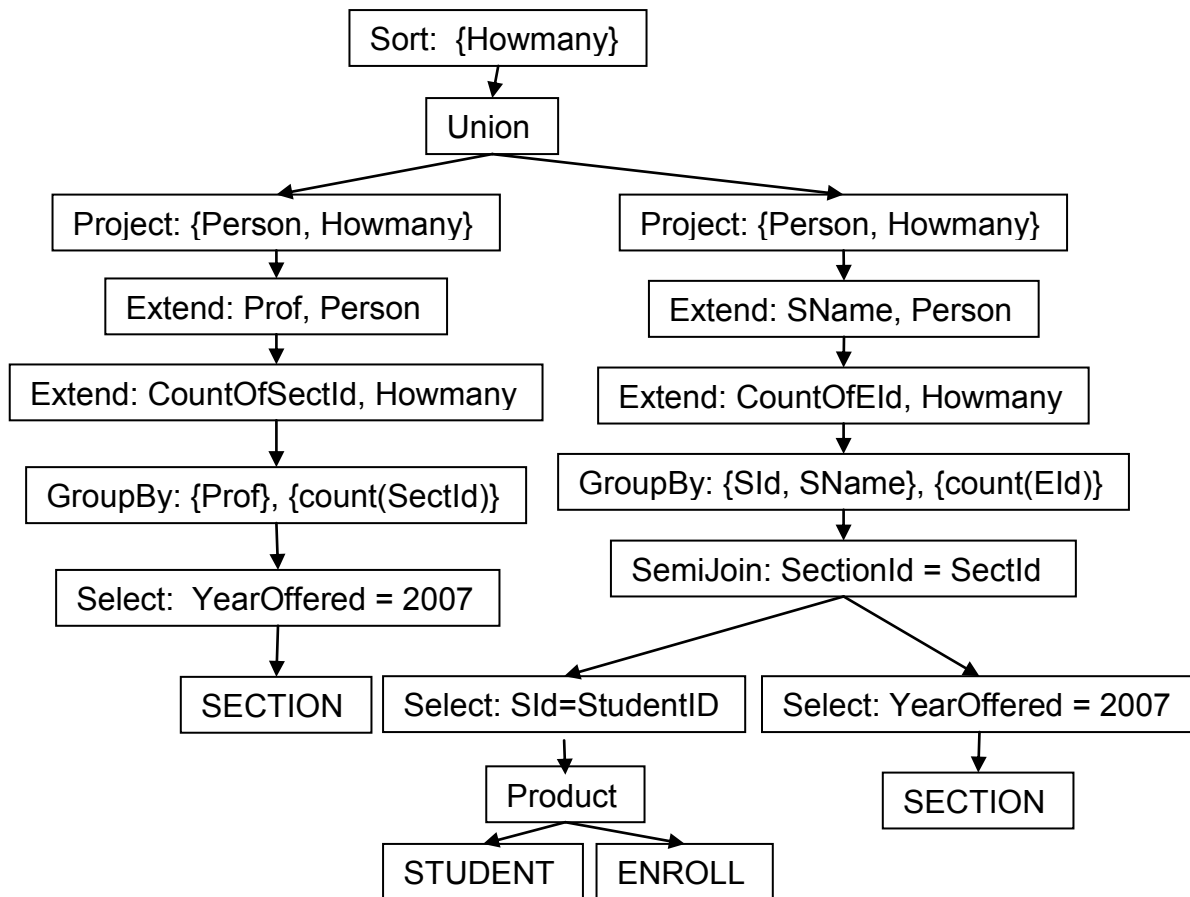 Sort: {Howmany}
Union
Project: {Person, Howmany}
Project: {Person, Howmany}
Extend: Prof, Person
Extend: SName, Person
Extend: CountOfSectId, Howmany
Extend: CountOfEId, Howmany
GroupBy: {Prof}, {count(SectId)}
GroupBy: {SId, SName}, {count(EId)}
SemiJoin: SectionId = SectId
Select: YearOffered = 2007
SECTION
Select: SId=StudentID
Select: YearOffered = 2007
Product
SECTION
STUDENT
ENROLL